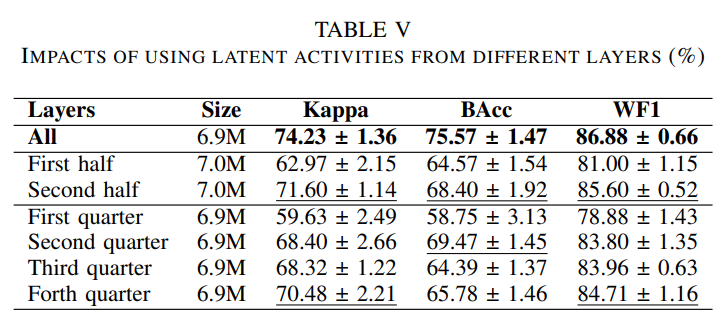 TABLE V
IMPACTS OF USING LATENT ACTIVITIES FROM DIFFERENT LAYERS (%)
Layers Size Kappa BAcc WF1
All 6.9M 74.23 ± 1.36 75.57 ± 1.47 86.88 ± 0.66
First half 7.0M 62.97 ± 2.15 64.57 ± 1.54 81.00 ± 1.15
Second half 7.0M 71.60 ± 1.14 68.40 ± 1.92 85.60 ± 0.52
First quarter 6.9M 59.63 ± 2.49 58.75 ± 3.13 78.88 ± 1.43
Second quarter 6.9M 68.40 ± 2.66 69.47 ± 1.45 83.80 ± 1.35
Third quarter 6.9M 68.32 ± 1.22 64.39 ± 1.37 83.96 ± 0.63
Forth quarter 6.9M 70.48 ± 2.21 65.78 ± 1.46 84.71 ± 1.16